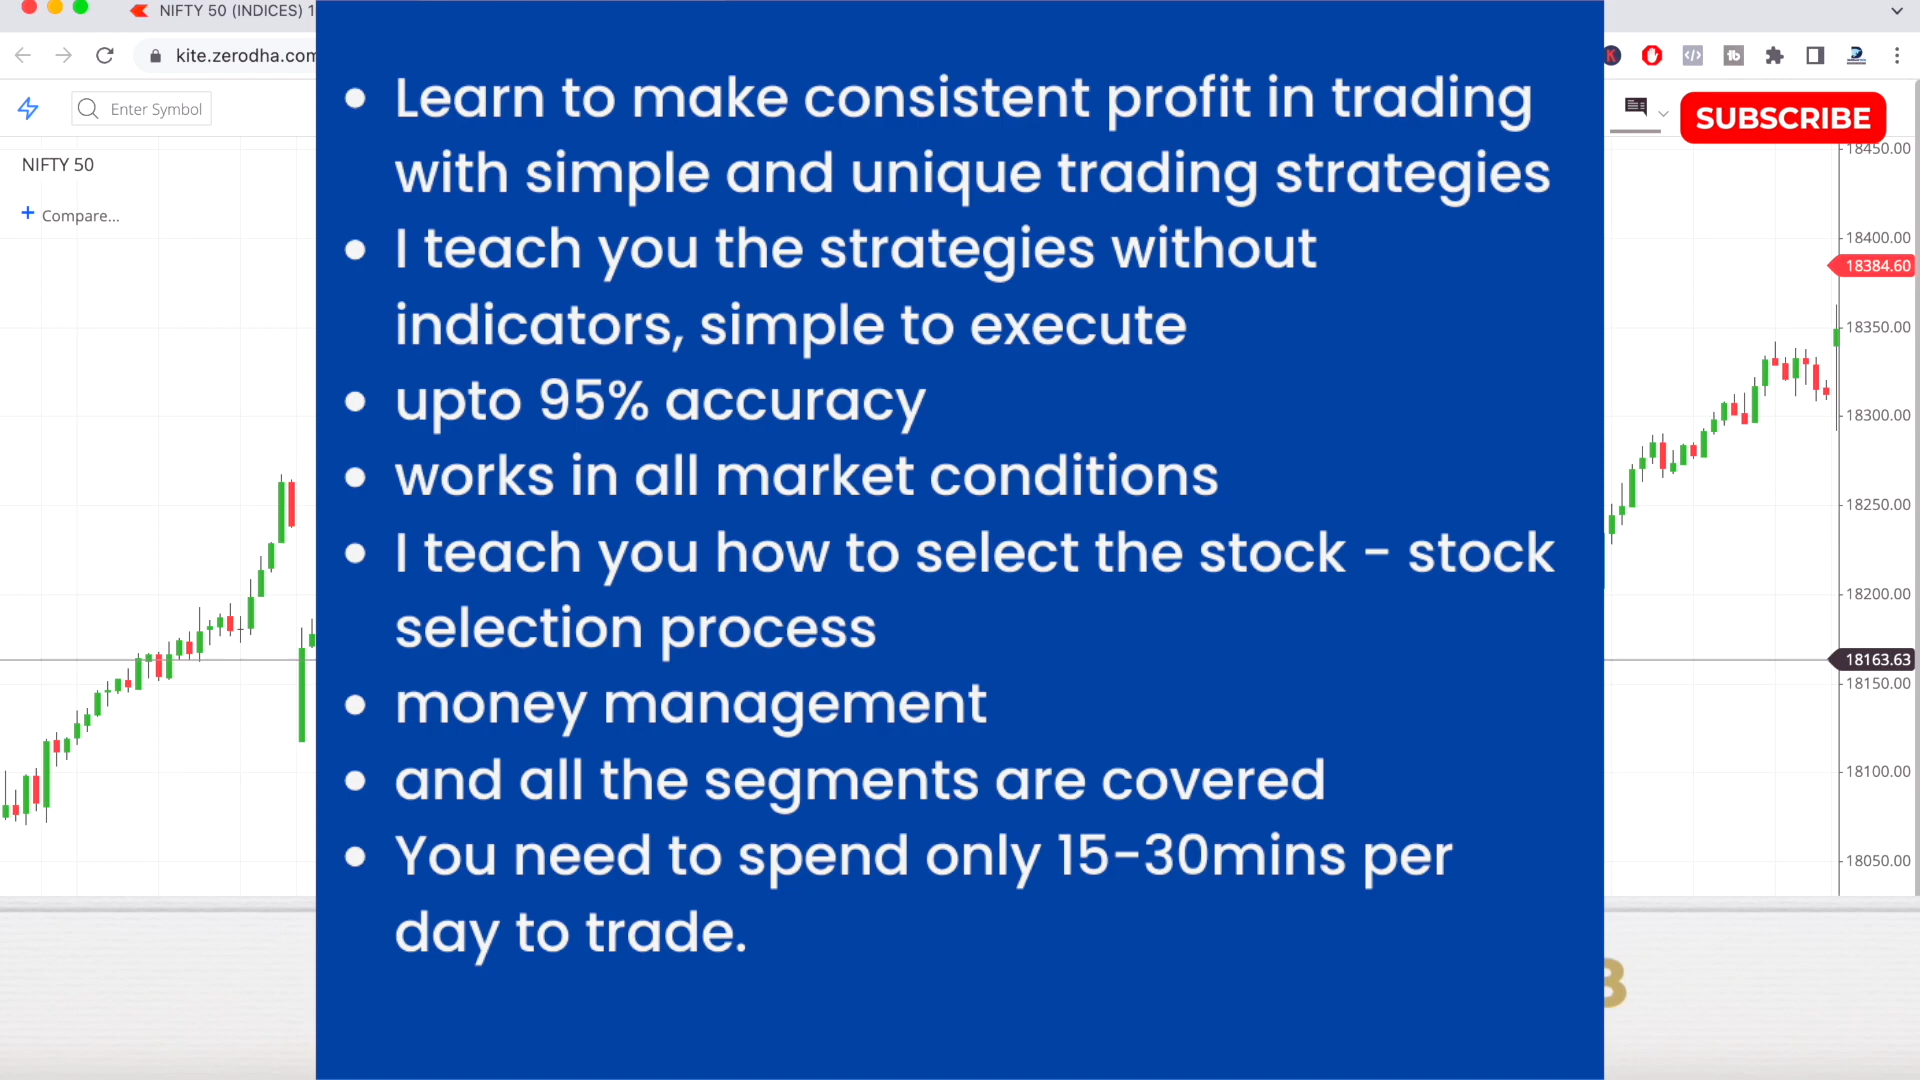 NIFTY 50 (INDICES) 1
kite.zerodha.com
Enter Symbol
NIFTY 50
+ Compare...
• Learn to make consistent profit in trading
with simple and unique trading strategies
• I teach you the strategies without
indicators, simple to execute
• upto 95% accuracy
• works in all market conditions
• I teach you how to select the stock - stock
selection process
• money management
• and all the segments are covered
• You need to spend only 15-30mins per
day to trade.
K
tb
SUBSCRIBE
18450.00
18400.00
18384.60
18350.00
18300.00
18250.00
18200.00
18163.63
18150.00
18100.00
18050.00